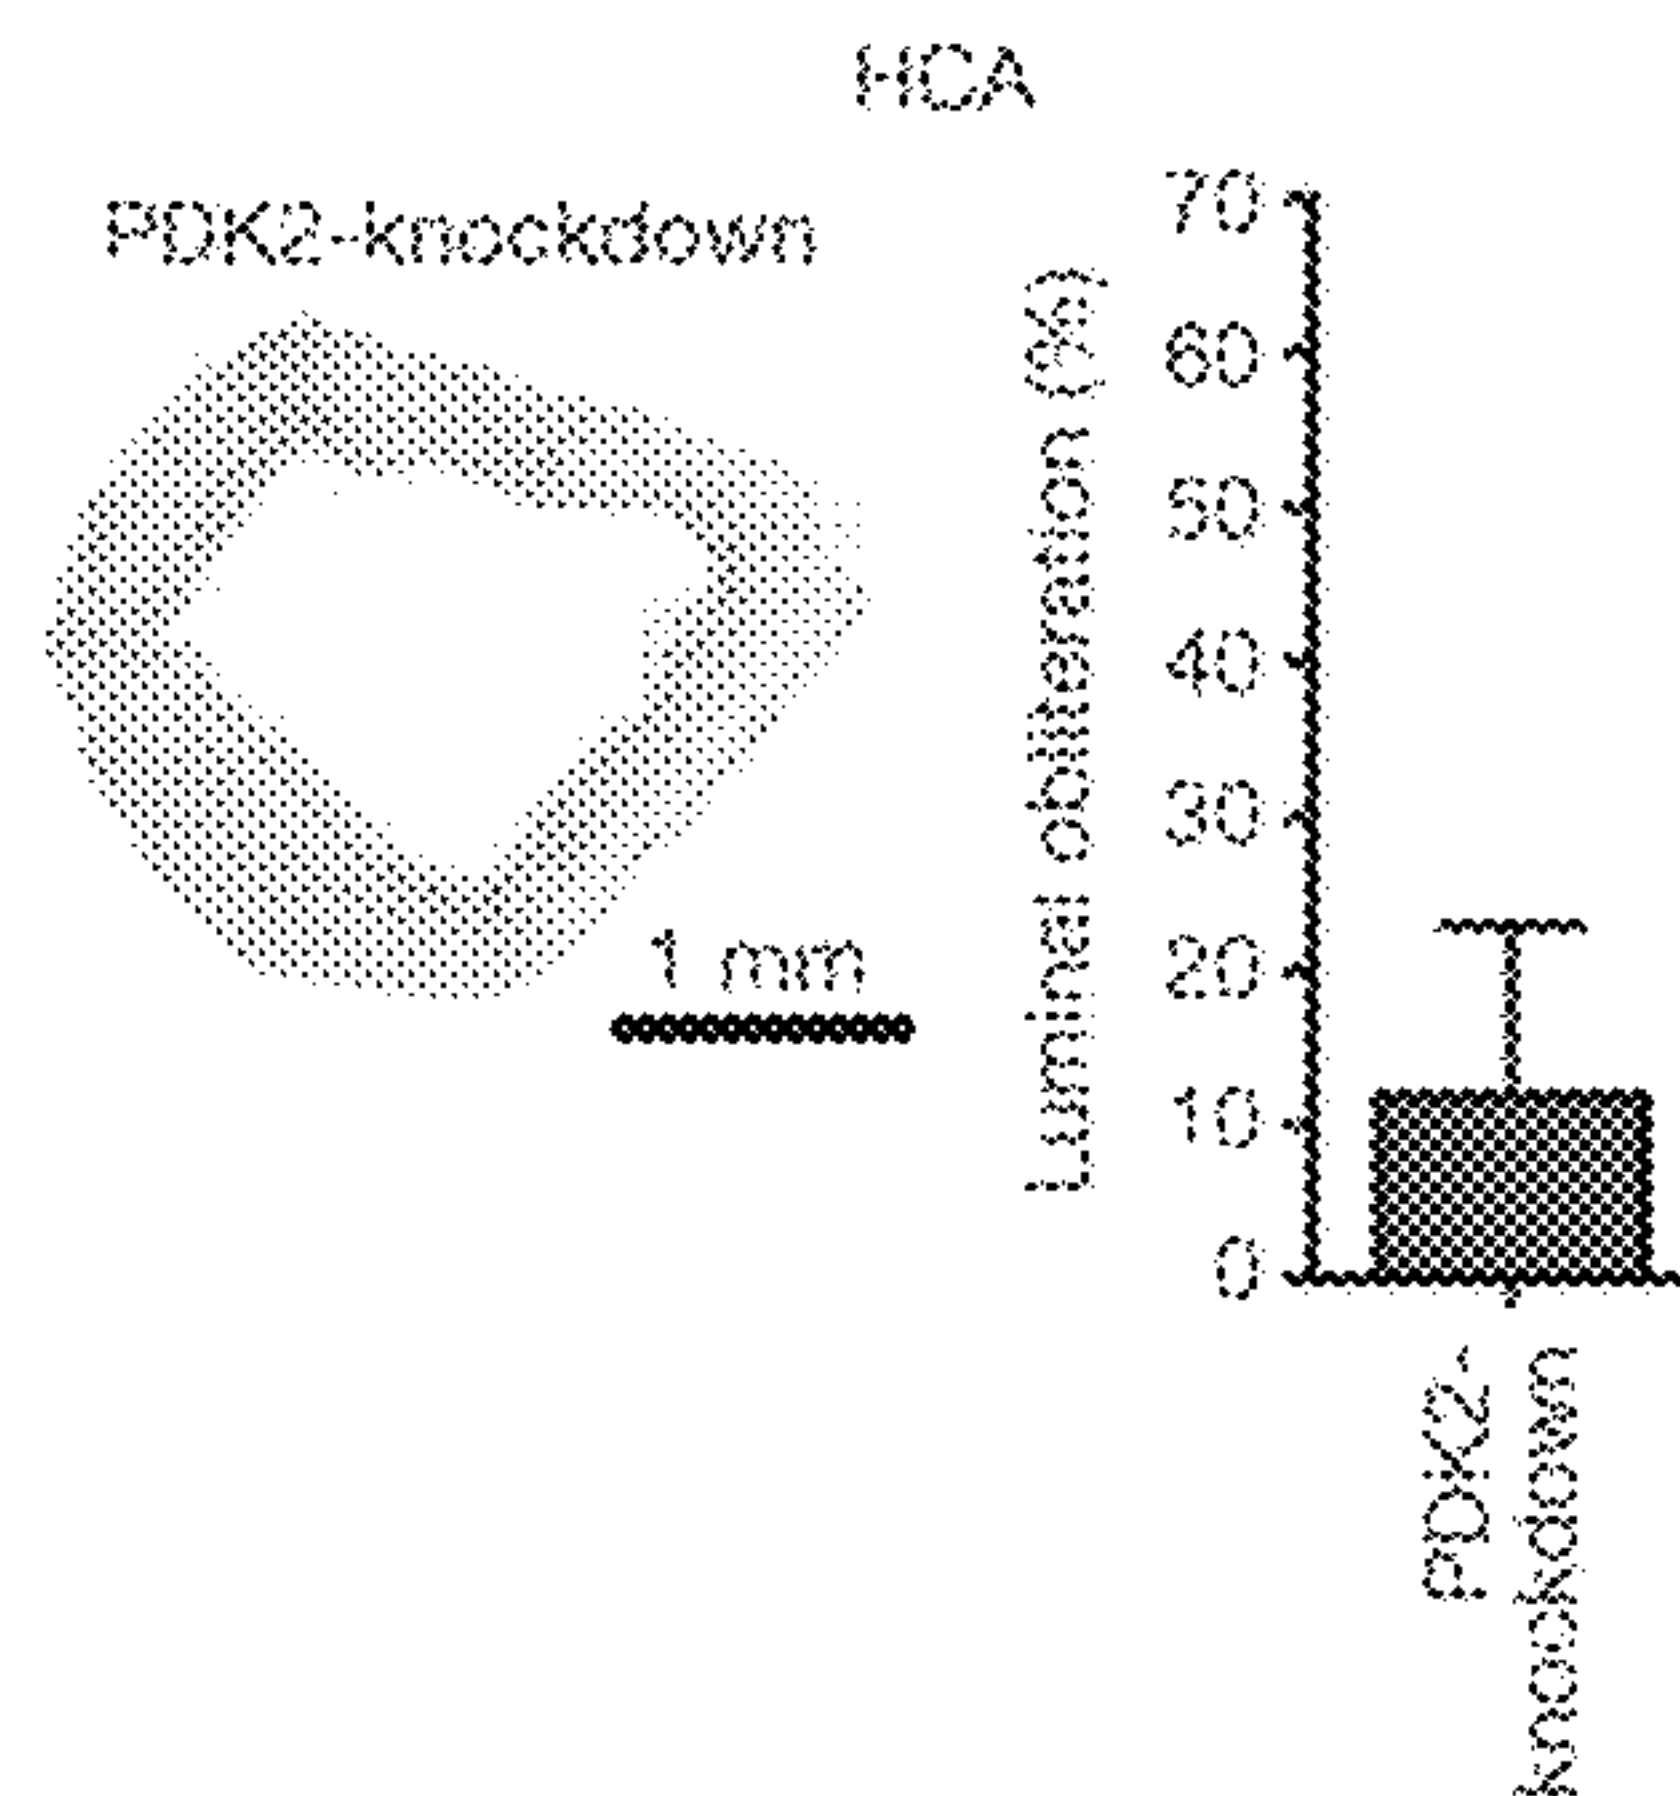 HCA
PDK2-knockdown
1 mm
Luminal obliteration (%)
70
60
50
40
30
20
10
0
PDK2-
knockdown